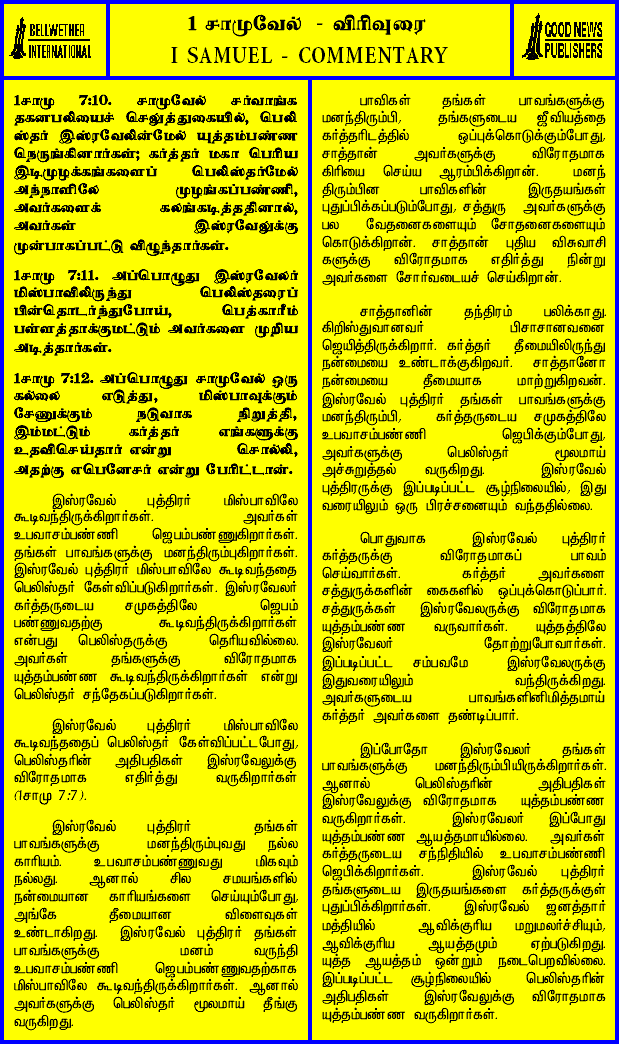 BELLWETHER
INTERNATIONAL
1 சாமுவேல் - விரிவுரை
I SAMUEL - COMMENTARY
GOOD NEWS
PUBLISHERS
1சாமு 7:10. சாமுவேல் சர்வாங்க
தகனபலியைச் செலுத்துகையில், பெலி
ஸ்தர் இஸ்ரவேலின்மேல் யுத்தம்பண்ண
நெருங்கினார்கள்; கர்த்தர் மகா பெரிய
இடிமுழக்கங்களைப் பெலிஸ்தர்மேல்
அந்நாளிலே முழங்கப்பண்ணி,
அவர்களைக் கலங்கடித்ததினால்,
அவர்கள் இஸ்ரவேலுக்கு
முன்பாகப்பட்டு விழுந்தார்கள்.
1சாமு 7:11. அப்பொழுது இஸ்ரவேலர்
மிஸ்பாவிலிருந்து பெலிஸ்தரைப்
பின்தொடர்ந்துபோய், பெத்காரீம்
பள்ளத்தாக்குமட்டும் அவர்களை முறிய
அடித்தார்கள்.
1சாமு 7:12. அப்பொழுது சாமுவேல் ஒரு
கல்லை எடுத்து, மிஸ்பாவுக்கும்
சேணுக்கும் நடுவாக நிறுத்தி,
இம்மட்டும் கர்த்தர் எங்களுக்கு
உதவிசெய்தார் என்று சொல்லி,
அதற்கு எபெனேசர் என்று பேரிட்டான்.
இஸ்ரவேல் புத்திரர் மிஸ்பாவிலே
கூடிவந்திருக்கிறார்கள். அவர்கள்
உபவாசம்பண்ணி ஜெபம்பண்ணுகிறார்கள்.
தங்கள் பாவங்களுக்கு மனந்திரும்புகிறார்கள்.
இஸ்ரவேல் புத்திரர் மிஸ்பாவிலே கூடிவந்ததை
பெலிஸ்தர் கேள்விப்படுகிறார்கள். இஸ்ரவேலர்
கர்த்தருடைய சமுகத்திலே ஜெபம்
பண்ணுவதற்கு கூடிவந்திருக்கிறார்கள்
என்பது பெலிஸ்தருக்கு தெரியவில்லை.
அவர்கள் தங்களுக்கு விரோதமாக
யுத்தம்பண்ண கூடிவந்திருக்கிறார்கள் என்று
பெலிஸ்தர் சந்தேகப்படுகிறார்கள்.
இஸ்ரவேல் புத்திரர் மிஸ்பாவிலே
கூடிவந்ததைப் பெலிஸ்தர் கேள்விப்பட்டபோது,
பெலிஸ்தரின் அதிபதிகள் இஸ்ரவேலுக்கு
விரோதமாக எதிர்த்து வருகிறார்கள்
(1சாமு 7:7).
இஸ்ரவேல் புத்திரர் தங்கள்
பாவங்களுக்கு மனந்திரும்புவது நல்ல
காரியம். உபவாசம்பண்ணுவது மிகவும்
நல்லது. ஆனால் சில சமயங்களில்
நன்மையான காரியங்களை செய்யும்போது,
அங்கே தீமையான விளைவுகள்
உண்டாகிறது. இஸ்ரவேல் புத்திரர் தங்கள்
பாவங்களுக்கு மனம் வருந்தி
உபவாசம்பண்ணி ஜெபம்பண்ணுவதற்காக
மிஸ்பாவிலே கூடிவந்திருக்கிறார்கள். ஆனால்
அவர்களுக்கு பெலிஸ்தர் மூலமாய் தீங்கு
வருகிறது.
பாவிகள் தங்கள் பாவங்களுக்கு
மனந்திரும்பி, தங்களுடைய ஜீவியத்தை
கர்த்தரிடத்தில் ஒப்புக்கொடுக்கும்போது,
சாத்தான் அவர்களுக்கு விரோதமாக
கிரியை செய்ய ஆரம்பிக்கிறான். மனந்
திரும்பின பாவிகளின் இருதயங்கள்
புதுப்பிக்கப்படும்போது, சத்துரு அவர்களுக்கு
பல வேதனைகளையும் சோதனைகளையும்
கொடுக்கிறான். சாத்தான் புதிய விசுவாசி
களுக்கு விரோதமாக எதிர்த்து நின்று
அவர்களை சோர்வடையச் செய்கிறான்.
சாத்தானின் தந்திரம் பலிக்காது.
கிறிஸ்துவானவர் பிசாசானவனை
ஜெயித்திருக்கிறார். கர்த்தர் தீமையிலிருந்து
நன்மையை உண்டாக்குகிறவர். சாத்தானோ
நன்மையை தீமையாக மாற்றுகிறவன்.
இஸ்ரவேல் புத்திரர் தங்கள் பாவங்களுக்கு
மனந்திரும்பி, கர்த்தருடைய சமுகத்திலே
உபவாசம்பண்ணி ஜெபிக்கும்போது,
அவர்களுக்கு பெலிஸ்தர் மூலமாய்
அச்சுறுத்தல் வருகிறது. இஸ்ரவேல்
புத்திரருக்கு இப்படிப்பட்ட சூழ்நிலையில், இது
வரையிலும் ஒரு பிரச்சனையும் வந்ததில்லை.
பொதுவாக இஸ்ரவேல் புத்திரர்
கர்த்தருக்கு விரோதமாகப் பாவம்
செய்வார்கள். கர்த்தர் அவர்களை
சத்துருக்களின் கைகளில் ஒப்புக்கொடுப்பார்.
சத்துருக்கள் இஸ்ரவேலருக்கு விரோதமாக
யுத்தம்பண்ண வருவார்கள். யுத்தத்திலே
இஸ்ரவேலர் தோற்றுபோவார்கள்.
இப்படிப்பட்ட சம்பவமே இஸ்ரவேலருக்கு
இதுவரையிலும் வந்திருக்கிறது.
அவர்களுடைய பாவங்களினிமித்தமாய்
கர்த்தர் அவர்களை தண்டிப்பார்.
இப்போதோ இஸ்ரவேலர் தங்கள்
பாவங்களுக்கு மனந்திரும்பியிருக்கிறார்கள்.
ஆனால் பெலிஸ்தரின் அதிபதிகள்
இஸ்ரவேலுக்கு விரோதமாக யுத்தம்பண்ண
வருகிறார்கள். இஸ்ரவேலர் இப்போது
யுத்தம்பண்ண ஆயத்தமாயில்லை. அவர்கள்
கர்த்தருடைய சந்நிதியில் உபவாசம்பண்ணி
ஜெபிக்கிறார்கள். இஸ்ரவேல் புத்திரர்
தங்களுடைய இருதயங்களை கர்த்தருக்குள்
புதுப்பிக்கிறார்கள். இஸ்ரவேல் ஜனத்தார்
மத்தியில் ஆவிக்குரிய மறுமலர்ச்சியும்,
ஆவிக்குரிய ஆயத்தமும் ஏற்படுகிறது.
யுத்த ஆயத்தம் ஒன்றும் நடைபெறவில்லை.
இப்படிப்பட்ட சூழ்நிலையில் பெலிஸ்தரின்
அதிபதிகள் இஸ்ரவேலுக்கு விரோதமாக
யுத்தம்பண்ண வருகிறார்கள்.